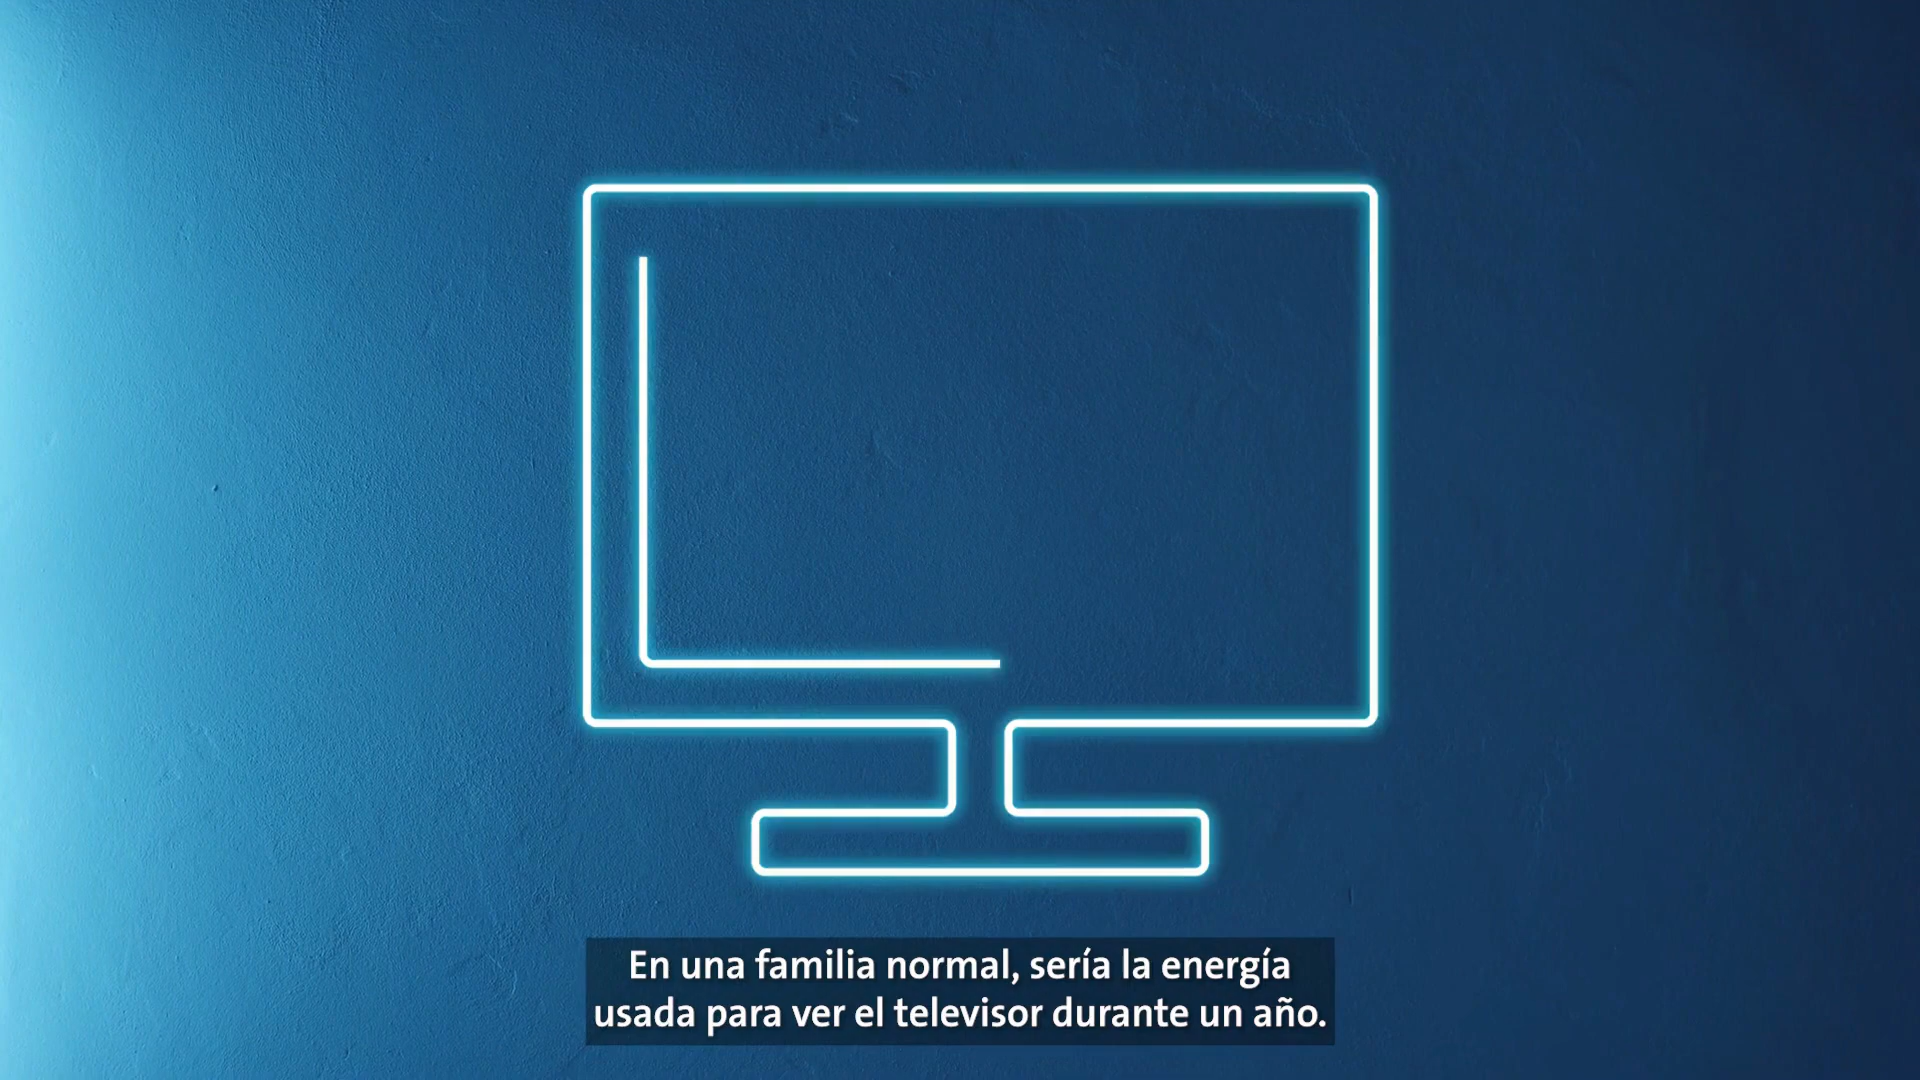 En una familia normal, sería la energía
usada para ver el televisor durante un año.